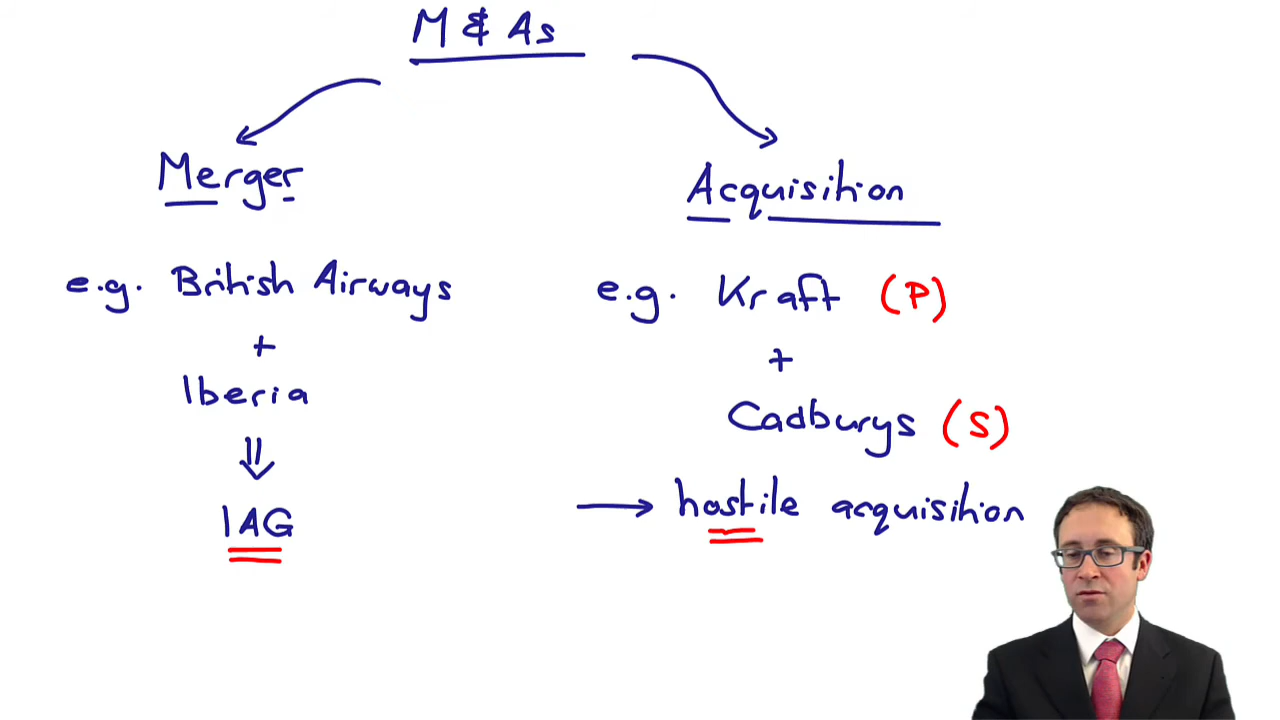 M & As
Merger
e.g. British Airways
+
Iberia
⇓
IAG
Acquisition
e.g. Kraft (P)
+
Cadburys (S)
→ hostile acquisition